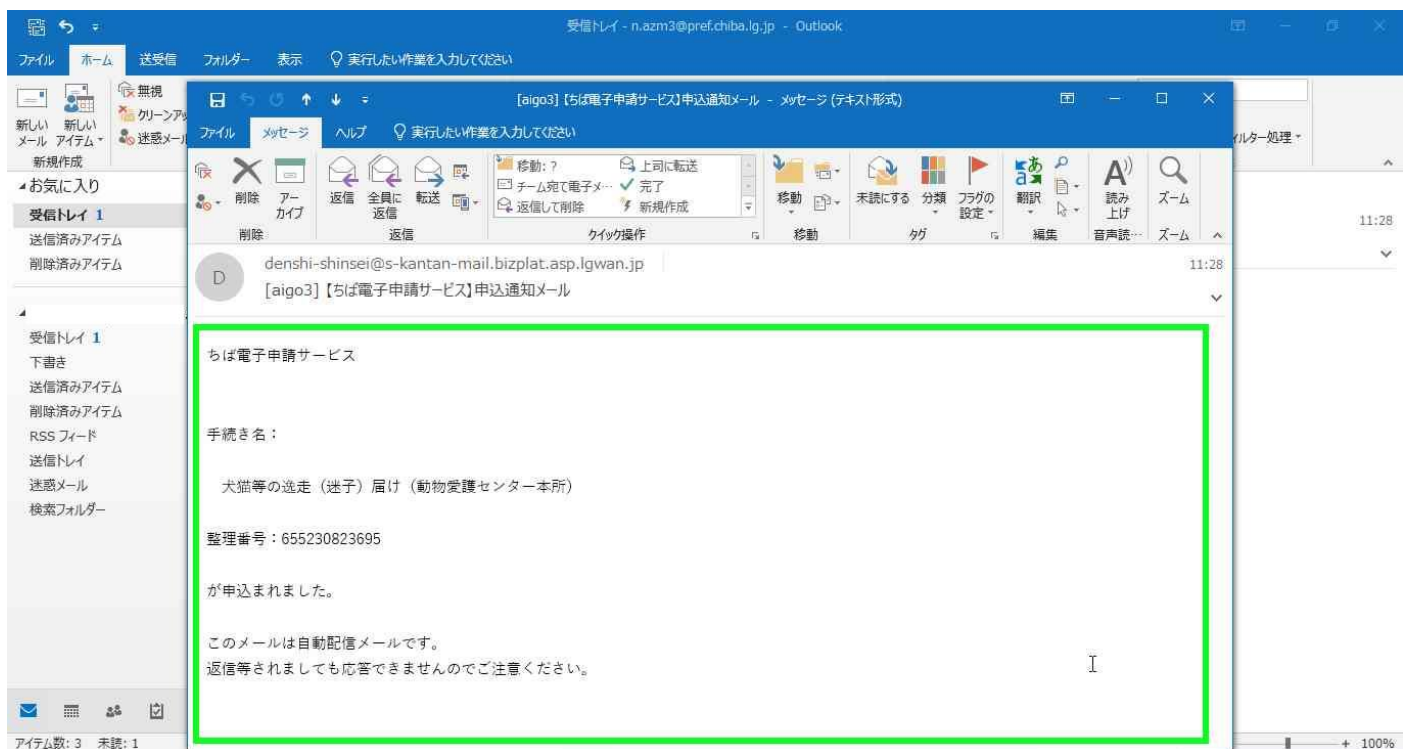 受信トレイ - n.azm3@pref.chiba.lg.jp - Outlook
ファイル ホーム 送受信 フォルダー 表示 実行したい作業を入力してください
新しい メール
新しい アイテム
無視
クリーンアッ
迷惑メール
新規作成
ィルター処理
お気に入り
受信トレイ 1
送信済みアイテム
削除済みアイテム
受信トレイ 1
下書き
送信済みアイテム
削除済みアイテム
RSS フィード
送信トレイ
迷惑メール
検索フォルダー
アイテム数: 3 未読: 1
[aigo3]【ちば電子申請サービス】申込通知メール - メッセージ (テキスト形式)
ファイル メッセージ ヘルプ 実行したい作業を入力してください
削除
アーカイブ
返信
全員に 返信
転送
移動: ?
チーム宛て電子メ…
返信して削除
上司に転送
完了
新規作成
移動
未読にする
分類
フラグの 設定
翻訳
読み 上げ
ズーム
削除 返信 クイック操作 移動 タグ 編集 音声読… ズーム
D
denshi-shinsei@s-kantan-mail.bizplat.asp.lgwan.jp
[aigo3]【ちば電子申請サービス】申込通知メール
11:28
11:28
ちば電子申請サービス
手続き名：
犬猫等の逸走（迷子）届け（動物愛護センター本所）
整理番号：655230823695
が申込まれました。
このメールは自動配信メールです。
返信等されましても応答できませんのでご注意ください。
100%